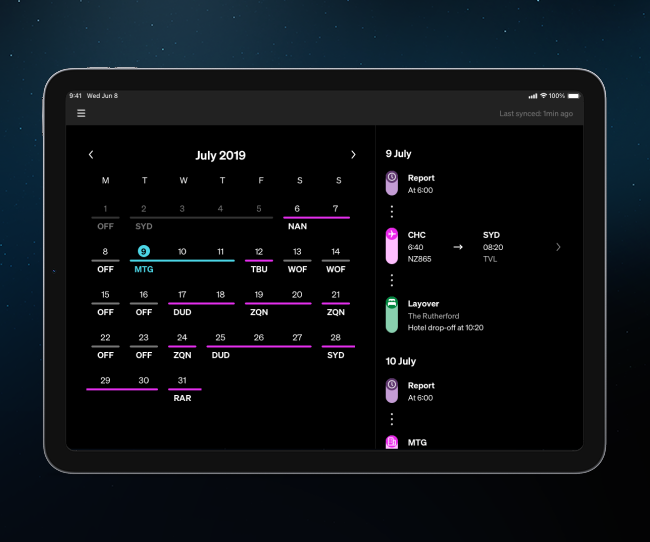 9:41 Wed Jun 8
100%
Last synced: 1min ago
July 2019
M T W T F S S
1 2 3 4 5 6 7
OFF SYD NAN
8 9 10 11 12 13 14
OFF MTG TBU WOF WOF
15 16 17 18 19 20 21
OFF OFF DUD ZQN ZQN
22 23 24 25 26 27 28
OFF OFF ZQN DUD SYD
29 30 31
RAR
9 July
Report
At 6:00
CHC SYD
6:40 08:20
NZ865 TVL
Layover
The Rutherford
Hotel drop-off at 10:20
10 July
Report
At 6:00
MTG